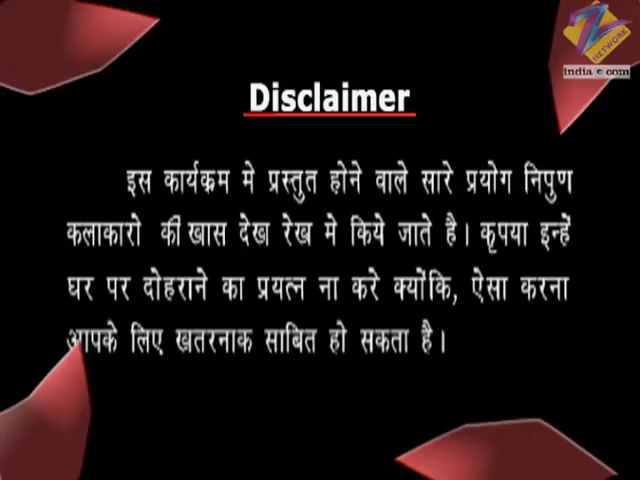 Z
NETWORK
india.com
Disclaimer
इस कार्यक्रम मे प्रस्तुत होने वाले सारे प्रयोग निपुण
कलाकारो की खास देख रेख मे किये जाते है। कृपया इन्हें
घर पर दोहराने का प्रयत्न ना करे क्योंकि, ऐसा करना
आपके लिए खतरनाक साबित हो सकता है।